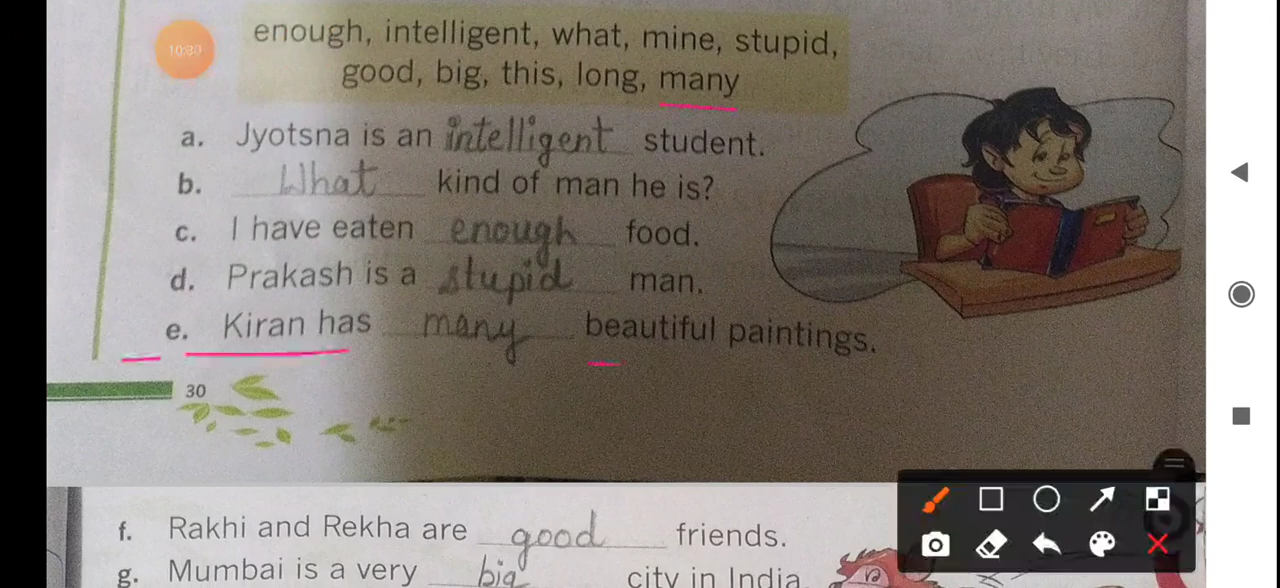 10:30
enough, intelligent, what, mine, stupid,
good, big, this, long, many
a. Jyotsna is an intelligent student.
b. What kind of man he is?
c. I have eaten enough food.
d. Prakash is a stupid man.
e. Kiran has many beautiful paintings.
30
f. Rakhi and Rekha are good friends.
g. Mumbai is a very big city in India